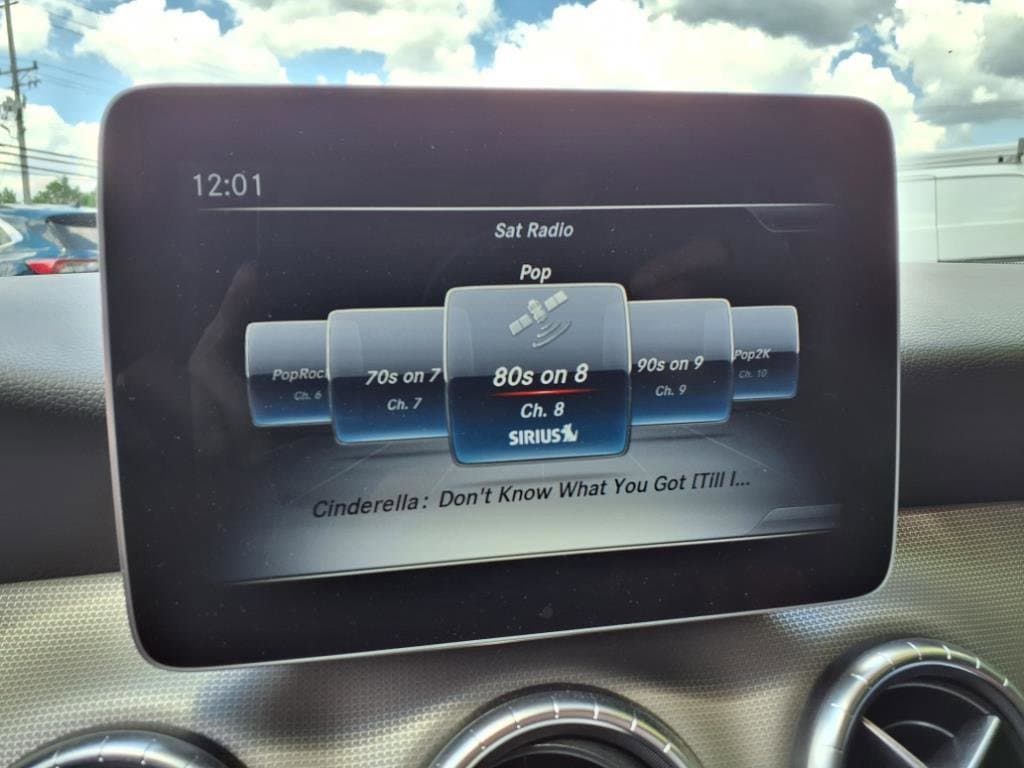 12:01
Sat Radio
Pop
PopRock
Ch. 6
70s on 7
Ch. 7
80s on 8
Ch. 8
SIRIUS
90s on 9
Ch. 9
Pop2K
Ch. 10
Cinderella: Don't Know What You Got [Till I...